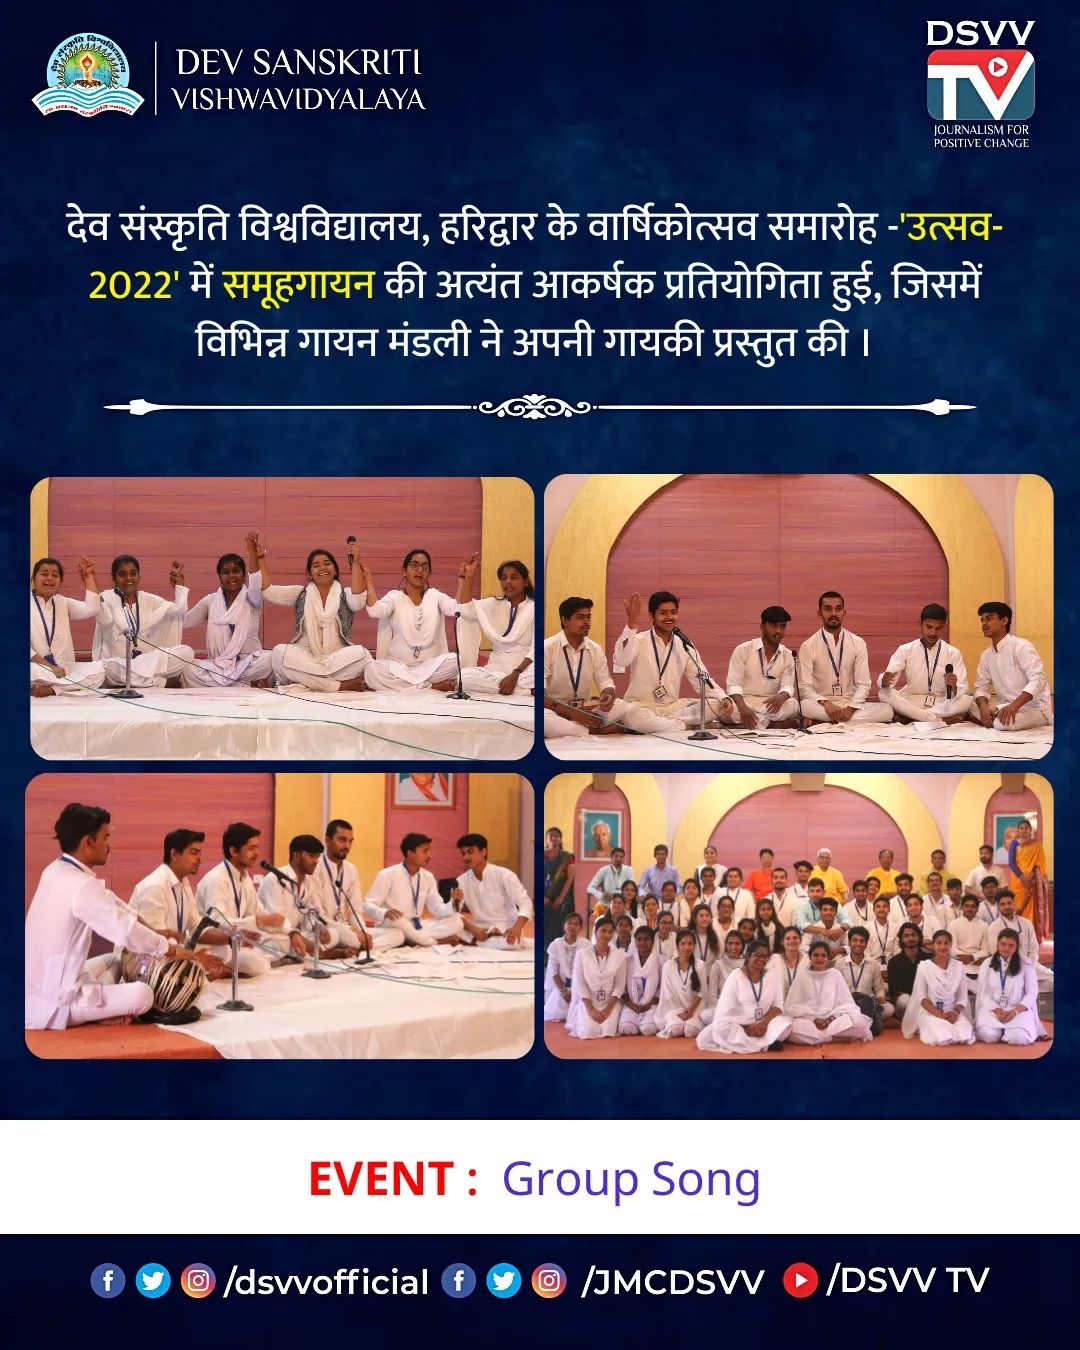 DEV SANSKRITI
VISHWAVIDYALAYA
DSVV
TV
JOURNALISM FOR
POSITIVE CHANGE
देव संस्कृति विश्वविद्यालय, हरिद्वार के वार्षिकोत्सव समारोह -'उत्सव-
2022' में समूहगायन की अत्यंत आकर्षक प्रतियोगिता हुई, जिसमें
विभिन्न गायन मंडली ने अपनी गायकी प्रस्तुत की ।
EVENT : Group Song
/dsvvofficial /JMCDSVV /DSVV TV